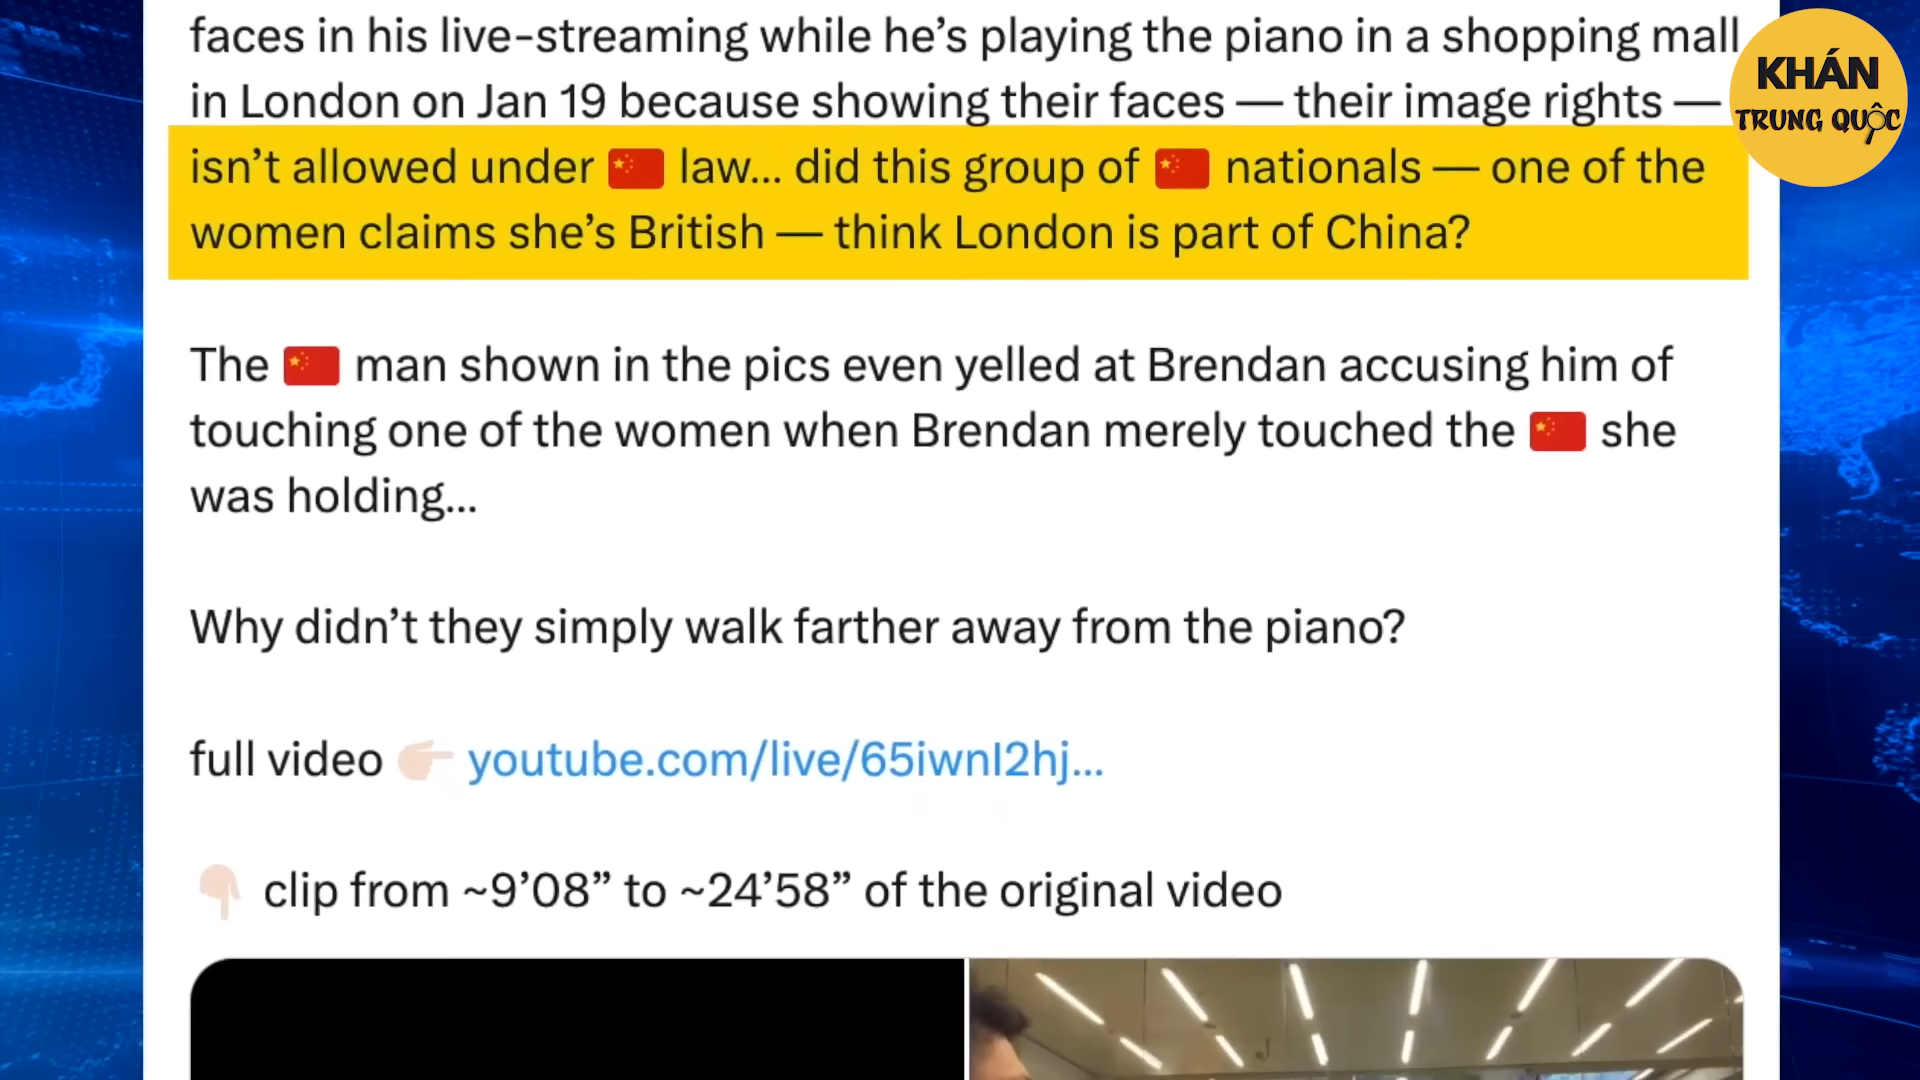 faces in his live-streaming while he’s playing the piano in a shopping mall
in London on Jan 19 because showing their faces — their image rights —
isn’t allowed under 🇨🇳 law... did this group of 🇨🇳 nationals — one of the
women claims she’s British — think London is part of China?
The 🇨🇳 man shown in the pics even yelled at Brendan accusing him of
touching one of the women when Brendan merely touched the 🇨🇳 she
was holding...
Why didn’t they simply walk farther away from the piano?
full video 👉🏻 youtube.com/live/65iwnI2hj...
👇🏻 clip from ~9’08” to ~24’58” of the original video
KHÁN
TRUNG QUỐC